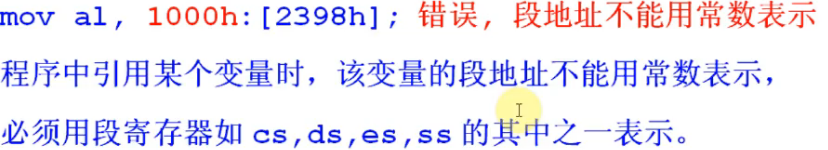 mov al, 1000h:[2398h]; 错误, 段地址不能用常数表示
程序中引用某个变量时，该变量的段地址不能用常数表示，
必须用段寄存器如 cs,ds,es,ss 的其中之一表示。